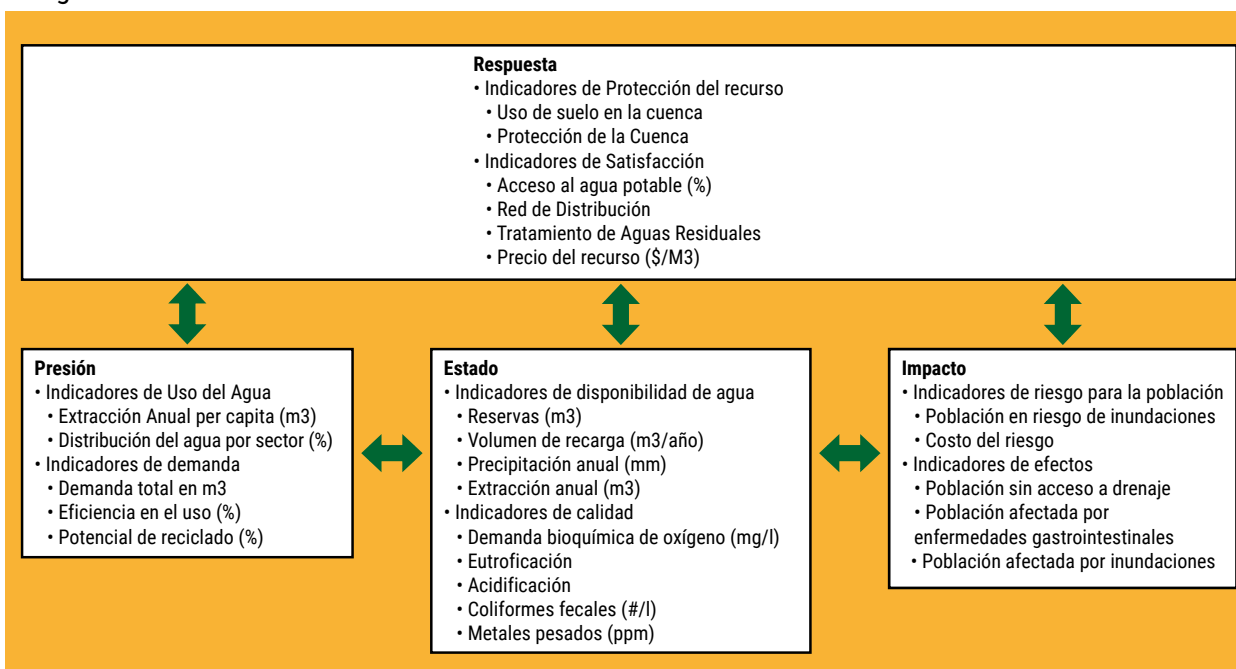 Respuesta
• Indicadores de Protección del recurso
• Uso de suelo en la cuenca
• Protección de la Cuenca
• Indicadores de Satisfacción
• Acceso al agua potable (%)
• Red de Distribución
• Tratamiento de Aguas Residuales
• Precio del recurso ($/M3)
Presión
• Indicadores de Uso del Agua
• Extracción Anual per capita (m3)
• Distribución del agua por sector (%)
• Indicadores de demanda
• Demanda total en m3
• Eficiencia en el uso (%)
• Potencial de reciclado (%)
Estado
• Indicadores de disponibilidad de agua
• Reservas (m3)
• Volumen de recarga (m3/año)
• Precipitación anual (mm)
• Extracción anual (m3)
• Indicadores de calidad
• Demanda bioquímica de oxígeno (mg/l)
• Eutroficación
• Acidificación
• Coliformes fecales (#/l)
• Metales pesados (ppm)
Impacto
• Indicadores de riesgo para la población
• Población en riesgo de inundaciones
• Costo del riesgo
• Indicadores de efectos
• Población sin acceso a drenaje
• Población afectada por
enfermedades gastrointestinales
• Población afectada por inundaciones